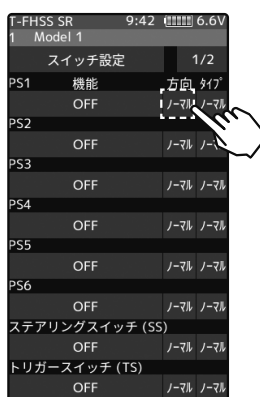 T-FHSS SR 9:42 6.6V
1 Model 1
スイッチ設定 1/2
PS1 機能 方向 ﾀｲﾌﾟ
OFF ﾉｰﾏﾙ ﾉｰﾏﾙ
PS2
OFF ﾉｰﾏﾙ ﾉｰﾏﾙ
PS3
OFF ﾉｰﾏﾙ ﾉｰﾏﾙ
PS4
OFF ﾉｰﾏﾙ ﾉｰﾏﾙ
PS5
OFF ﾉｰﾏﾙ ﾉｰﾏﾙ
PS6
OFF ﾉｰﾏﾙ ﾉｰﾏﾙ
ステアリングスイッチ (SS)
OFF ﾉｰﾏﾙ ﾉｰﾏﾙ
トリガースイッチ (TS)
OFF ﾉｰﾏﾙ ﾉｰﾏﾙ